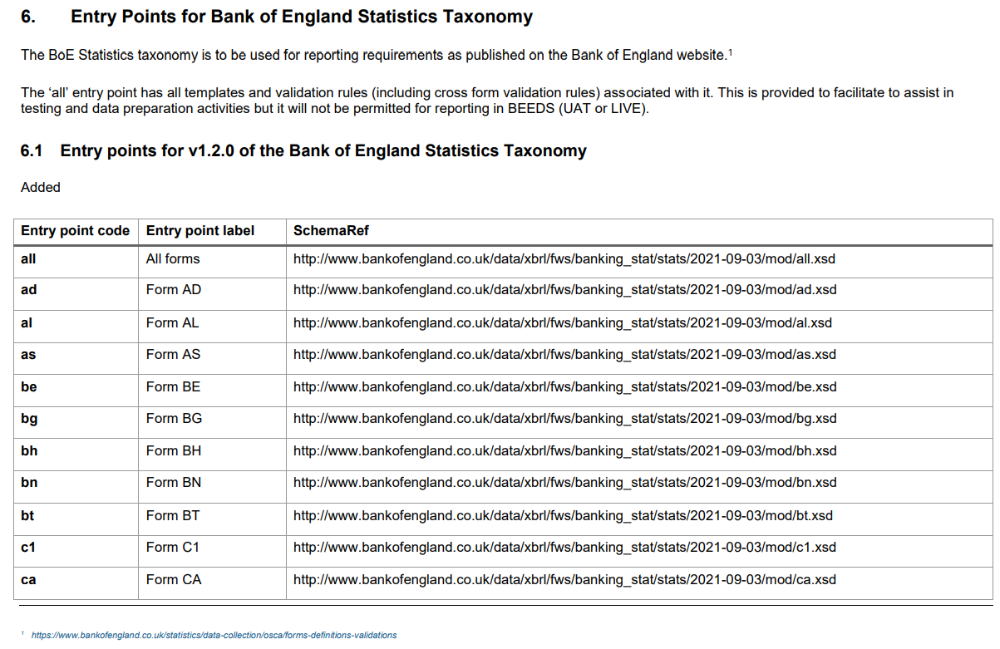 6. Entry Points for Bank of England Statistics Taxonomy
The BoE Statistics taxonomy is to be used for reporting requirements as published on the Bank of England website.1
The ‘all’ entry point has all templates and validation rules (including cross form validation rules) associated with it. This is provided to facilitate to assist in
testing and data preparation activities but it will not be permitted for reporting in BEEDS (UAT or LIVE).
6.1 Entry points for v1.2.0 of the Bank of England Statistics Taxonomy
Added
Entry point code Entry point label SchemaRef
all All forms http://www.bankofengland.co.uk/data/xbrl/fws/banking_stat/stats/2021-09-03/mod/all.xsd
ad Form AD http://www.bankofengland.co.uk/data/xbrl/fws/banking_stat/stats/2021-09-03/mod/ad.xsd
al Form AL http://www.bankofengland.co.uk/data/xbrl/fws/banking_stat/stats/2021-09-03/mod/al.xsd
as Form AS http://www.bankofengland.co.uk/data/xbrl/fws/banking_stat/stats/2021-09-03/mod/as.xsd
be Form BE http://www.bankofengland.co.uk/data/xbrl/fws/banking_stat/stats/2021-09-03/mod/be.xsd
bg Form BG http://www.bankofengland.co.uk/data/xbrl/fws/banking_stat/stats/2021-09-03/mod/bg.xsd
bh Form BH http://www.bankofengland.co.uk/data/xbrl/fws/banking_stat/stats/2021-09-03/mod/bh.xsd
bn Form BN http://www.bankofengland.co.uk/data/xbrl/fws/banking_stat/stats/2021-09-03/mod/bn.xsd
bt Form BT http://www.bankofengland.co.uk/data/xbrl/fws/banking_stat/stats/2021-09-03/mod/bt.xsd
c1 Form C1 http://www.bankofengland.co.uk/data/xbrl/fws/banking_stat/stats/2021-09-03/mod/c1.xsd
ca Form CA http://www.bankofengland.co.uk/data/xbrl/fws/banking_stat/stats/2021-09-03/mod/ca.xsd
1 https://www.bankofengland.co.uk/statistics/data-collection/osca/forms-definitions-validations